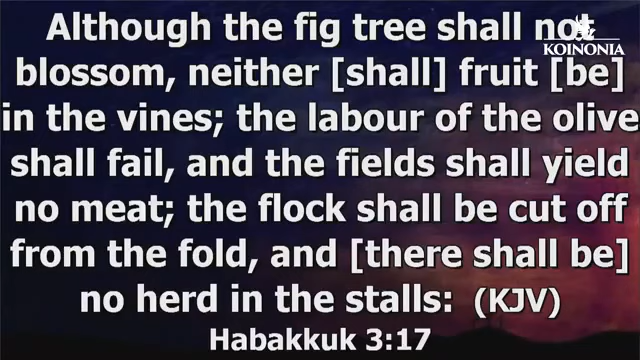 Although the fig tree shall not
KOINONIA
blossom, neither [shall] fruit [be]
in the vines; the labour of the olive
shall fail, and the fields shall yield
no meat; the flock shall be cut off
from the fold, and [there shall be]
no herd in the stalls: (KJV)
Habakkuk 3:17